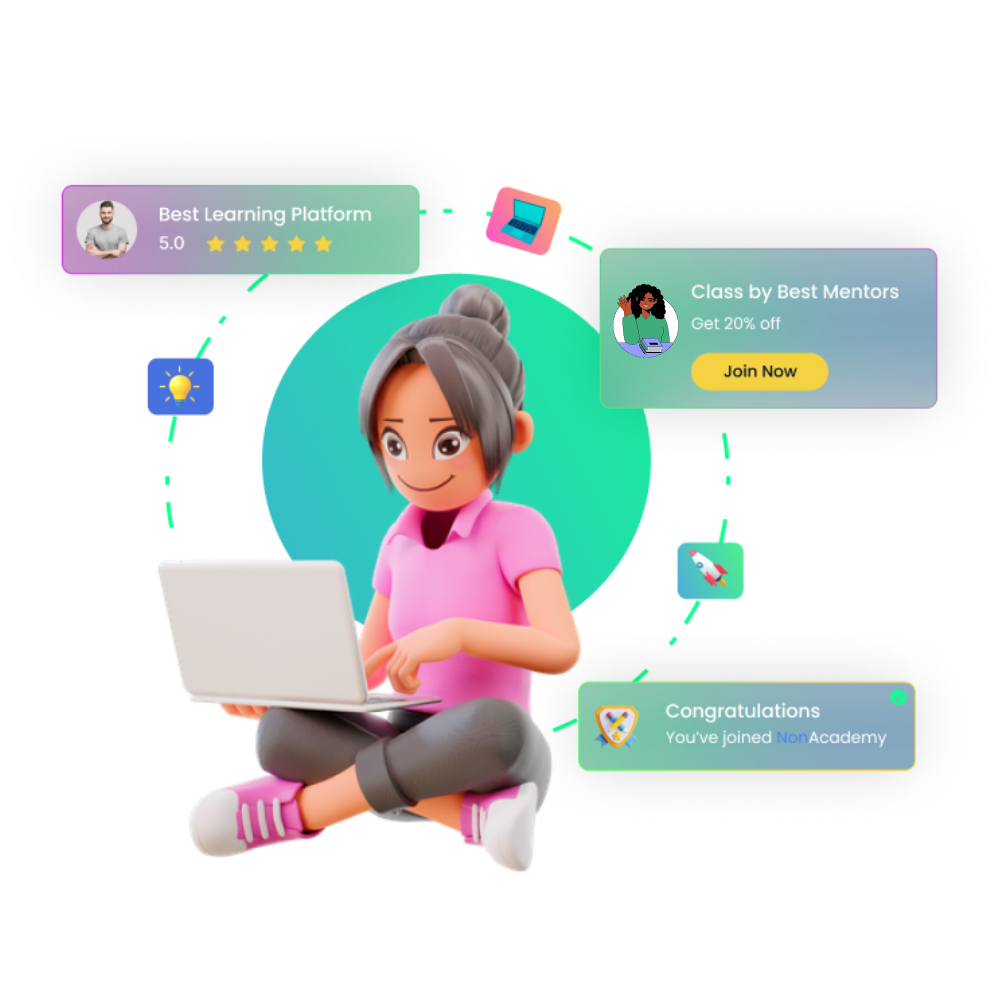 Best Learning Platform
5.0
Class by Best Mentors
Get 20% off
Join Now
Congratulations
You’ve joined NonAcademy